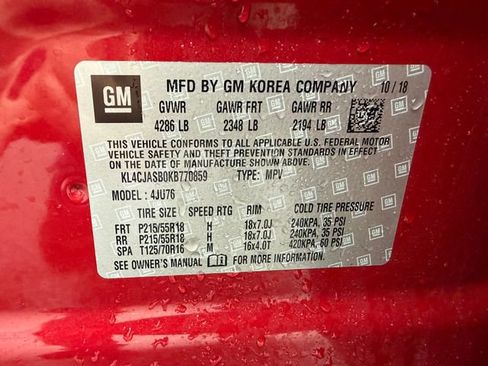 GM
MFD BY GM KOREA COMPANY 10/18
GVWR GAWR FRT GAWR RR
4286 LB 2348 LB 2194 LB
THIS VEHICLE CONFORMS TO ALL APPLICABLE U.S. FEDERAL MOTOR
VEHICLE SAFETY, BUMPER, AND THEFT PREVENTION STANDARDS IN
EFFECT ON THE DATE OF MANUFACTURE SHOWN ABOVE.
KL4CJASB0KB770859 TYPE: MPV
MODEL: 4JU76
TIRE SIZE SPEED RTG RIM COLD TIRE PRESSURE
FRT P215/55R18 H 18x7.0J 240KPA, 35 PSI
RR P215/55R18 H 18x7.0J 240KPA, 35 PSI
SPA T125/70R16 M 16x4.0T 420KPA, 60 PSI
SEE OWNER'S MANUAL FOR MORE INFORMATION.